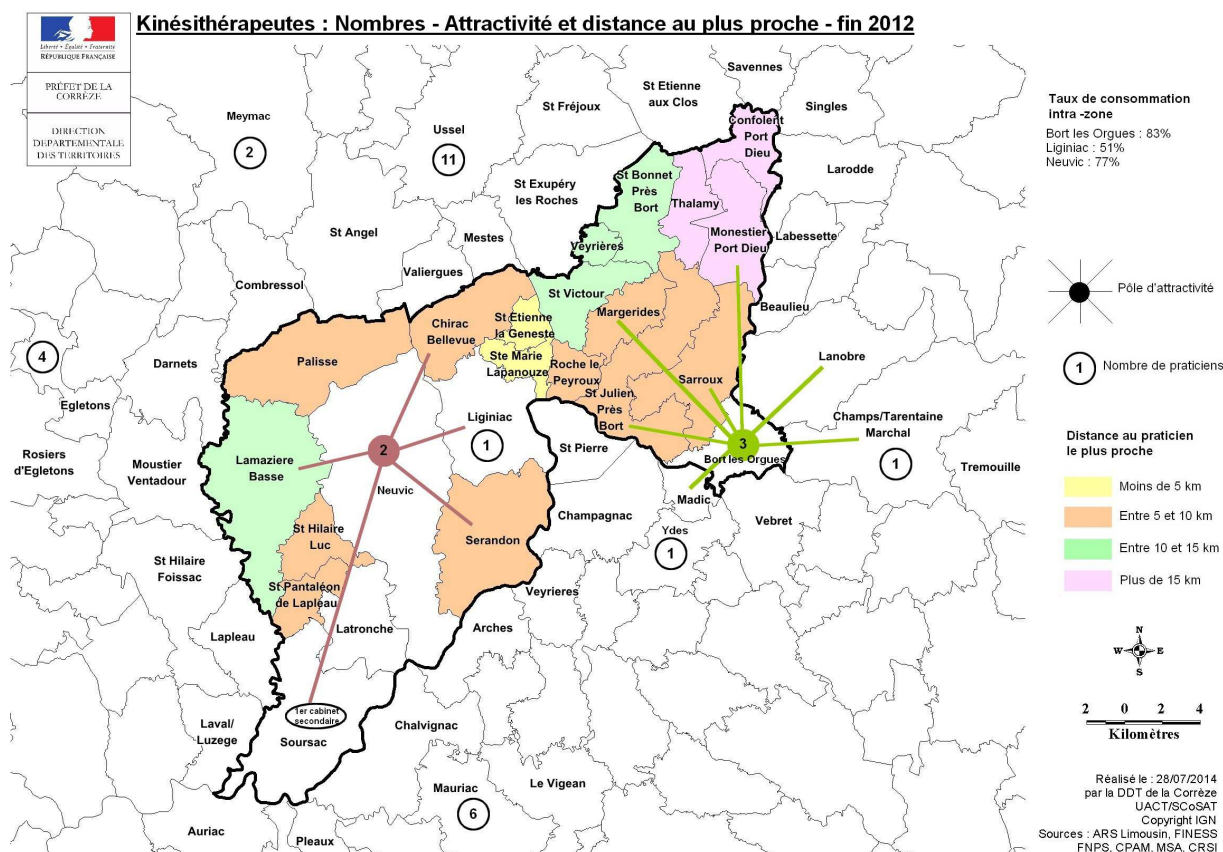 Kinésithérapeutes : Nombres - Attractivité et distance au plus proche - fin 2012
Liberté • Égalité • Fraternité
RÉPUBLIQUE FRANÇAISE
PRÉFET DE LA
CORRÈZE
DIRECTION
DEPARTEMENTALE
DES TERRITOIRES
Savennes
St Etienne
aux Clos
St Fréjoux
Singles
Meymac
2
Ussel
11
Confolent
Port
Dieu
Larodde
St Exupéry
les Roches
St Bonnet
Près
Bort
Thalamy
Monestier
Port Dieu
Labessette
St Angel
Mestes
Veyrières
Valiergues
Combressol
St Victour
Beaulieu
Chirac
Bellevue
St Etienne
la Geneste
Margerides
4
Egletons
Darnets
Palisse
Ste Marie
Lapanouze
Roche le
Peyroux
Sarroux
Lanobre
St Julien
Près
Bort
Liginiac
1
Champs/Tarentaine
Marchal
1
Rosiers
d'Egletons
Moustier
Ventadour
Lamaziere
Basse
2
Neuvic
St Pierre
3
Bort les Orgues
Tremouille
Madic
Vebret
Champagnac
Ydes
1
St Hilaire
Luc
Serandon
St Hilaire
Foissac
St Pantaléon
de Lapleau
Veyrieres
Lapleau
Latronche
Arches
1er cabinet
secondaire
Laval/
Luzege
Soursac
Chalvignac
Mauriac
6
Le Vigean
Auriac
Pleaux
Taux de consommation
intra -zone
Bort les Orgues : 83%
Liginiac : 51%
Neuvic : 77%
Pôle d'attractivité
1
Nombre de praticiens
Distance au praticien
le plus proche
Moins de 5 km
Entre 5 et 10 km
Entre 10 et 15 km
Plus de 15 km
N
W E
S
2 0 2 4
Kilomètres
Réalisé le : 28/07/2014
par la DDT de la Corrèze
UACT/SCoSAT
Copyright IGN
Sources : ARS Limousin, FINESS
FNPS, CPAM, MSA, CRSI